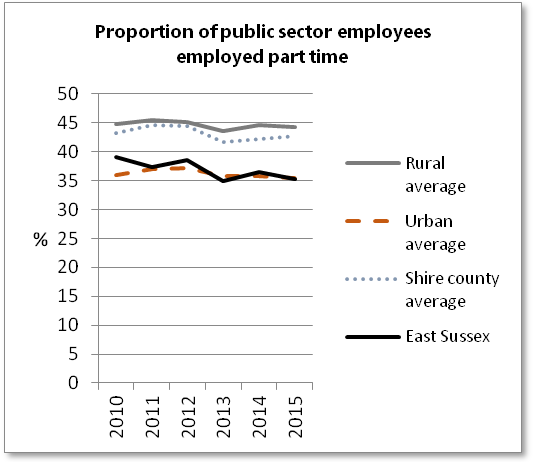 Proportion of public sector employees
employed part time
50
45
40
35
30
25
20
15
10
5
0
%
2010
2011
2012
2013
2014
2015
Rural
average
Urban
average
Shire county
average
East Sussex